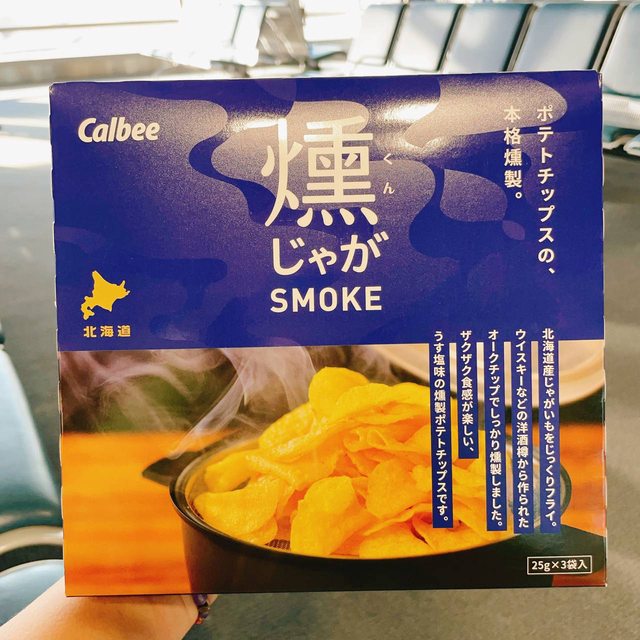 Calbee
燻
くん
じゃが
SMOKE
ポテトチップスの、
本格燻製。
北海道
北海道産じゃがいもをじっくりフライ。
ウイスキーなどの洋酒樽から作られた
オークチップでしっかり燻製しました。
ザクザク食感が楽しい、
うす塩味の燻製ポテトチップスです。
25g×3袋入